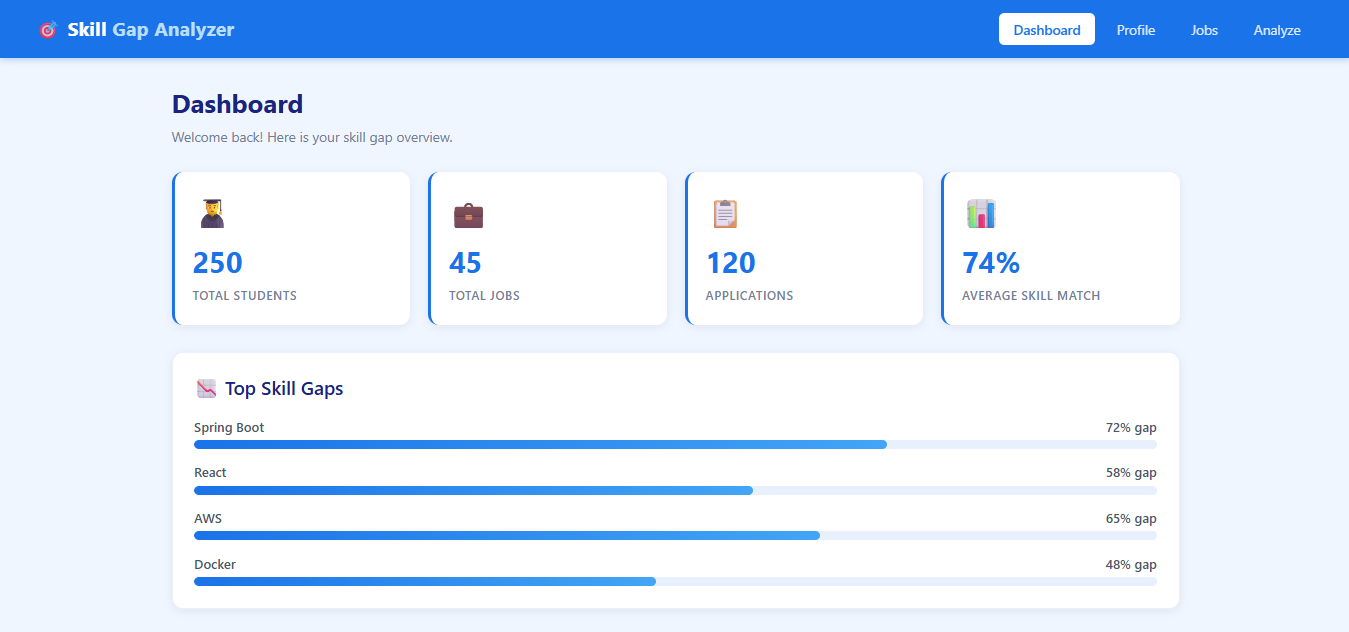 Skill Gap Analyzer
Dashboard Profile Jobs Analyze
Dashboard
Welcome back! Here is your skill gap overview.
250
TOTAL STUDENTS
45
TOTAL JOBS
120
APPLICATIONS
74%
AVERAGE SKILL MATCH
Top Skill Gaps
Spring Boot 72% gap
React 58% gap
AWS 65% gap
Docker 48% gap